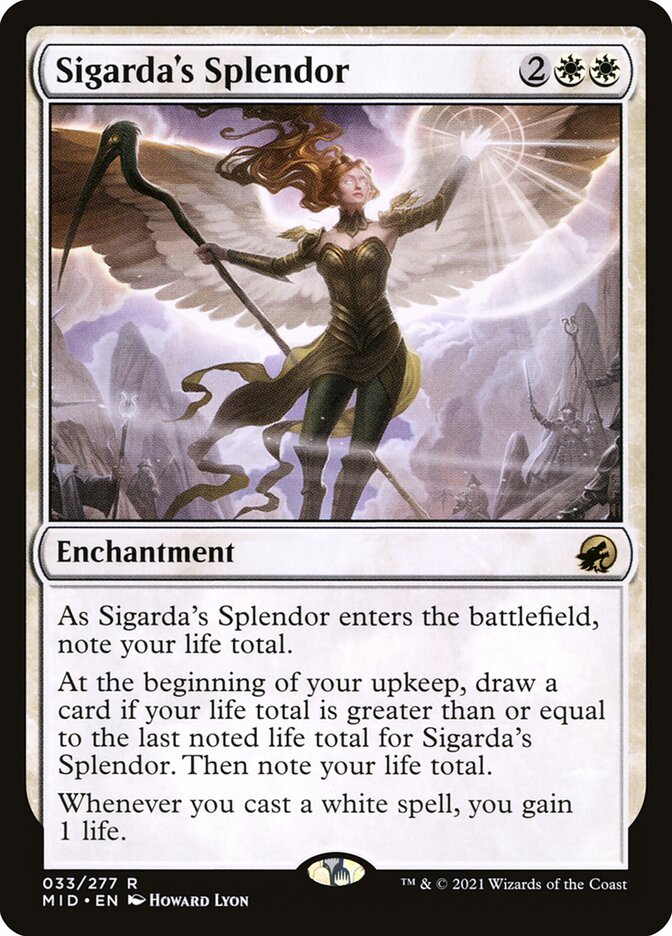 Sigarda's Splendor 2
Enchantment
As Sigarda's Splendor enters the battlefield,
note your life total.
At the beginning of your upkeep, draw a
card if your life total is greater than or equal
to the last noted life total for Sigarda's
Splendor. Then note your life total.
Whenever you cast a white spell, you gain
1 life.
033/277 R
MID • EN Howard Lyon
™ & © 2021 Wizards of the Coast